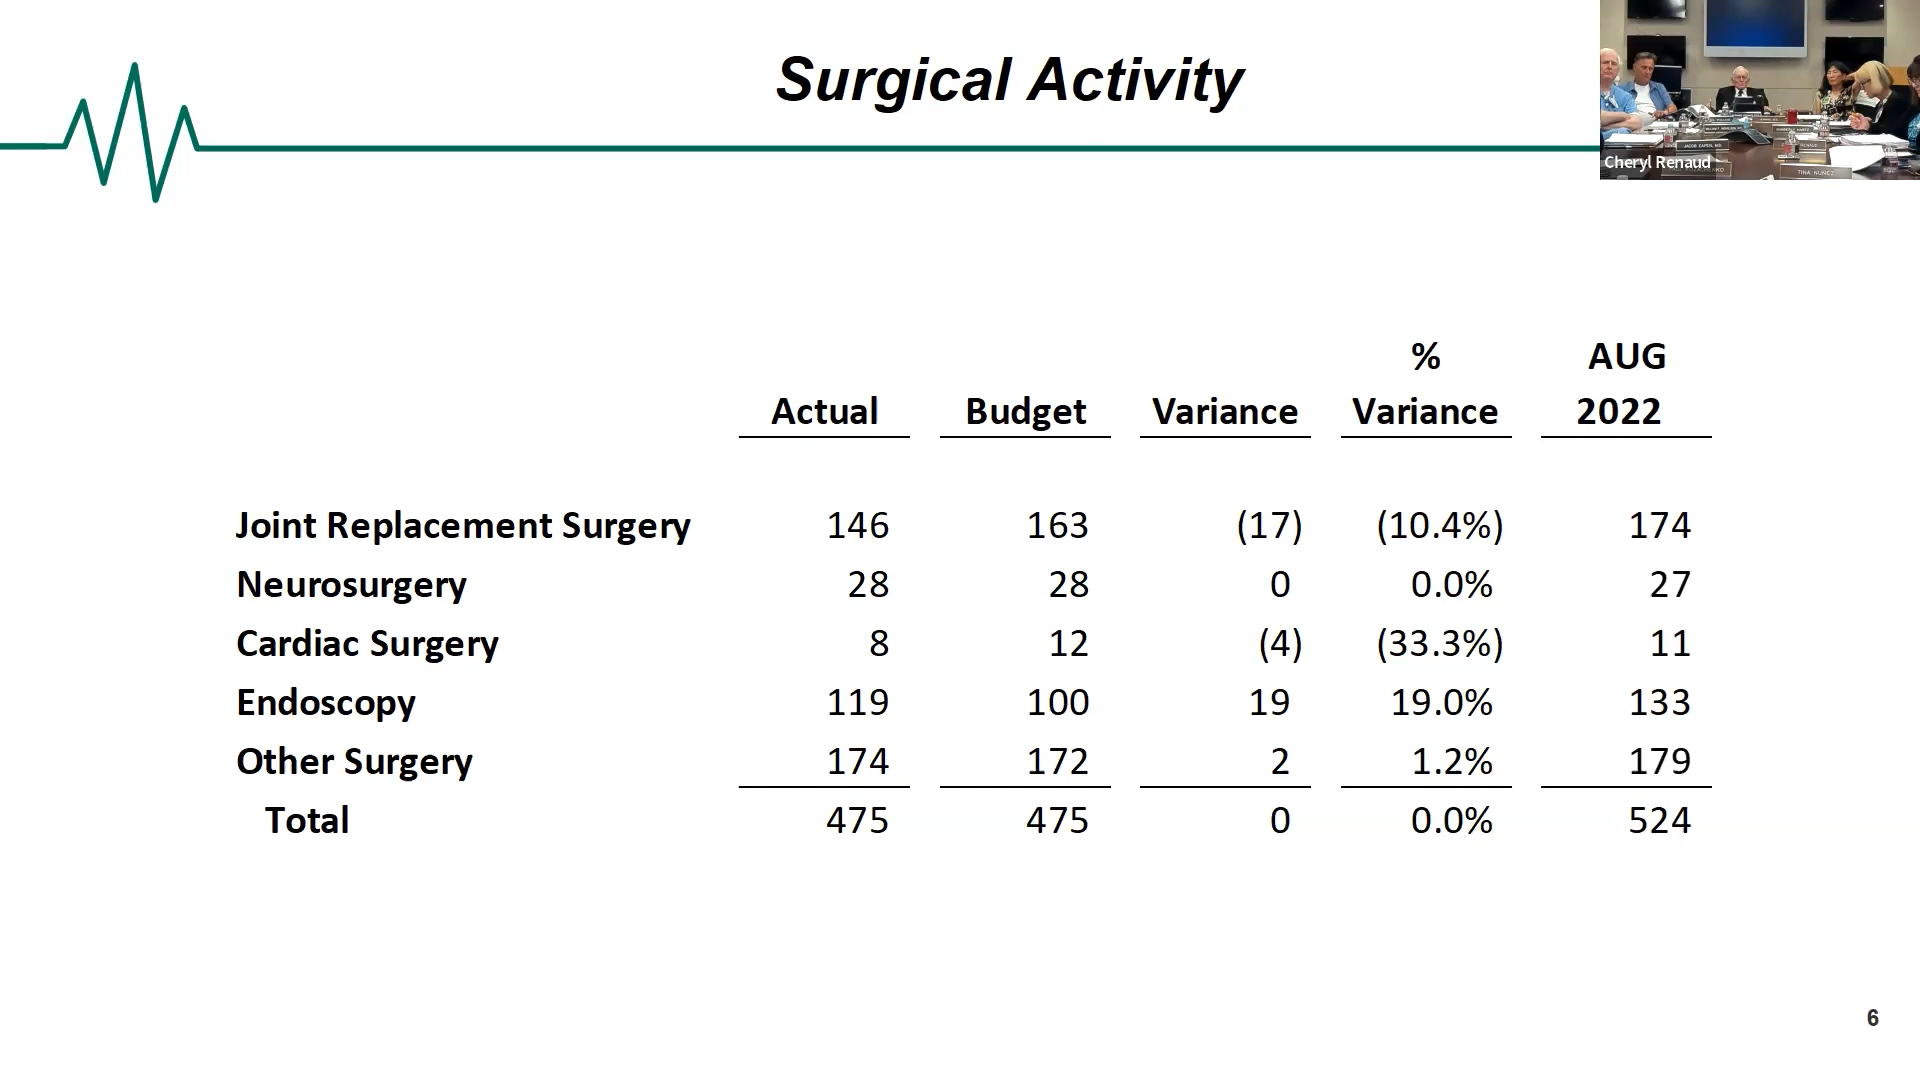 Surgical Activity
Cheryl Renaud
TINA NUNEZ
% AUG
Actual Budget Variance Variance 2022
Joint Replacement Surgery 146 163 (17) (10.4%) 174
Neurosurgery 28 28 0 0.0% 27
Cardiac Surgery 8 12 (4) (33.3%) 11
Endoscopy 119 100 19 19.0% 133
Other Surgery 174 172 2 1.2% 179
Total 475 475 0 0.0% 524
6